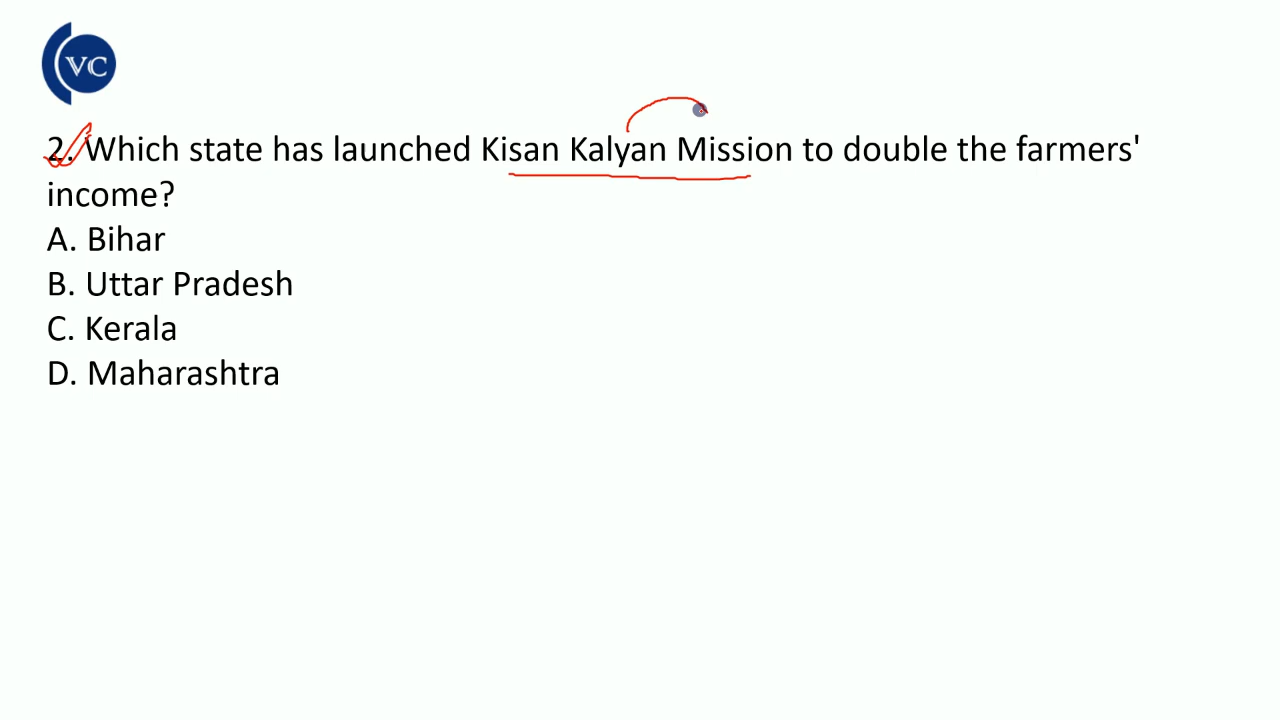 VC
2. Which state has launched Kisan Kalyan Mission to double the farmers'
income?
A. Bihar
B. Uttar Pradesh
C. Kerala
D. Maharashtra